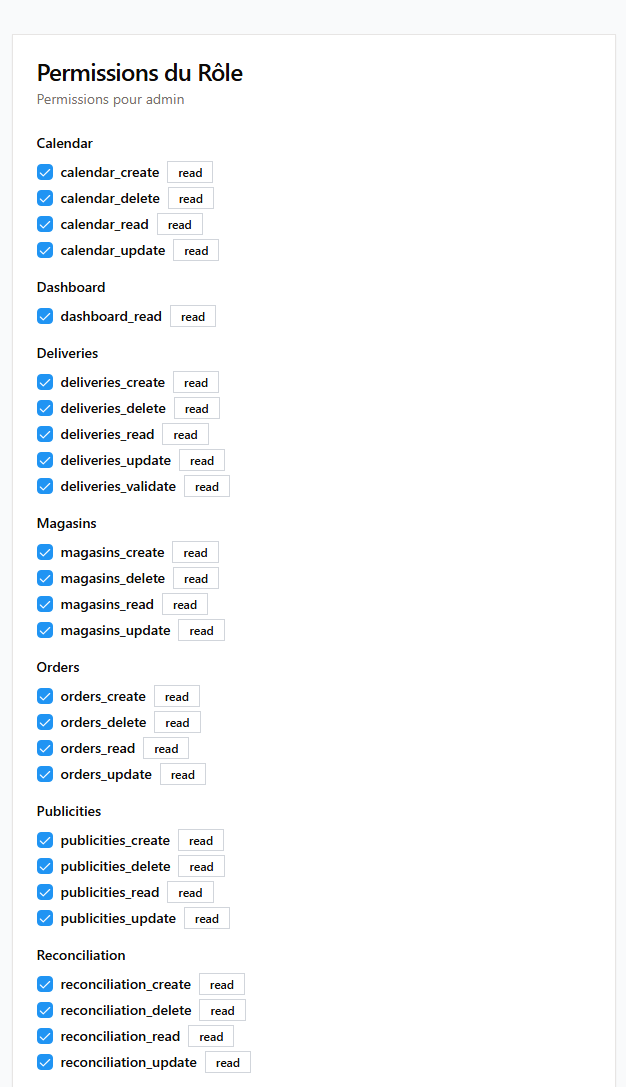 Permissions du Rôle
Permissions pour admin
Calendar
calendar_create read
calendar_delete read
calendar_read read
calendar_update read
Dashboard
dashboard_read read
Deliveries
deliveries_create read
deliveries_delete read
deliveries_read read
deliveries_update read
deliveries_validate read
Magasins
magasins_create read
magasins_delete read
magasins_read read
magasins_update read
Orders
orders_create read
orders_delete read
orders_read read
orders_update read
Publicities
publicities_create read
publicities_delete read
publicities_read read
publicities_update read
Reconciliation
reconciliation_create read
reconciliation_delete read
reconciliation_read read
reconciliation_update read